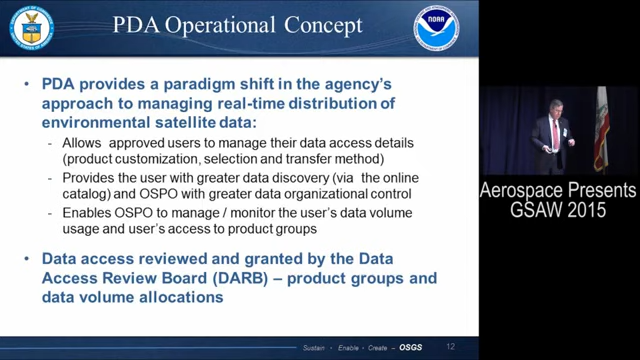 PDA Operational Concept
NOAA
• PDA provides a paradigm shift in the agency's
approach to managing real-time distribution of
environmental satellite data:
- Allows approved users to manage their data access details
(product customization, selection and transfer method)
- Provides the user with greater data discovery (via the online
catalog) and OSPO with greater data organizational control
- Enables OSPO to manage / monitor the user's data volume
usage and user's access to product groups
• Data access reviewed and granted by the Data
Access Review Board (DARB) – product groups and
data volume allocations
Sustain • Enable • Create – OSGS
12
Aerospace Presents
GSAW 2015